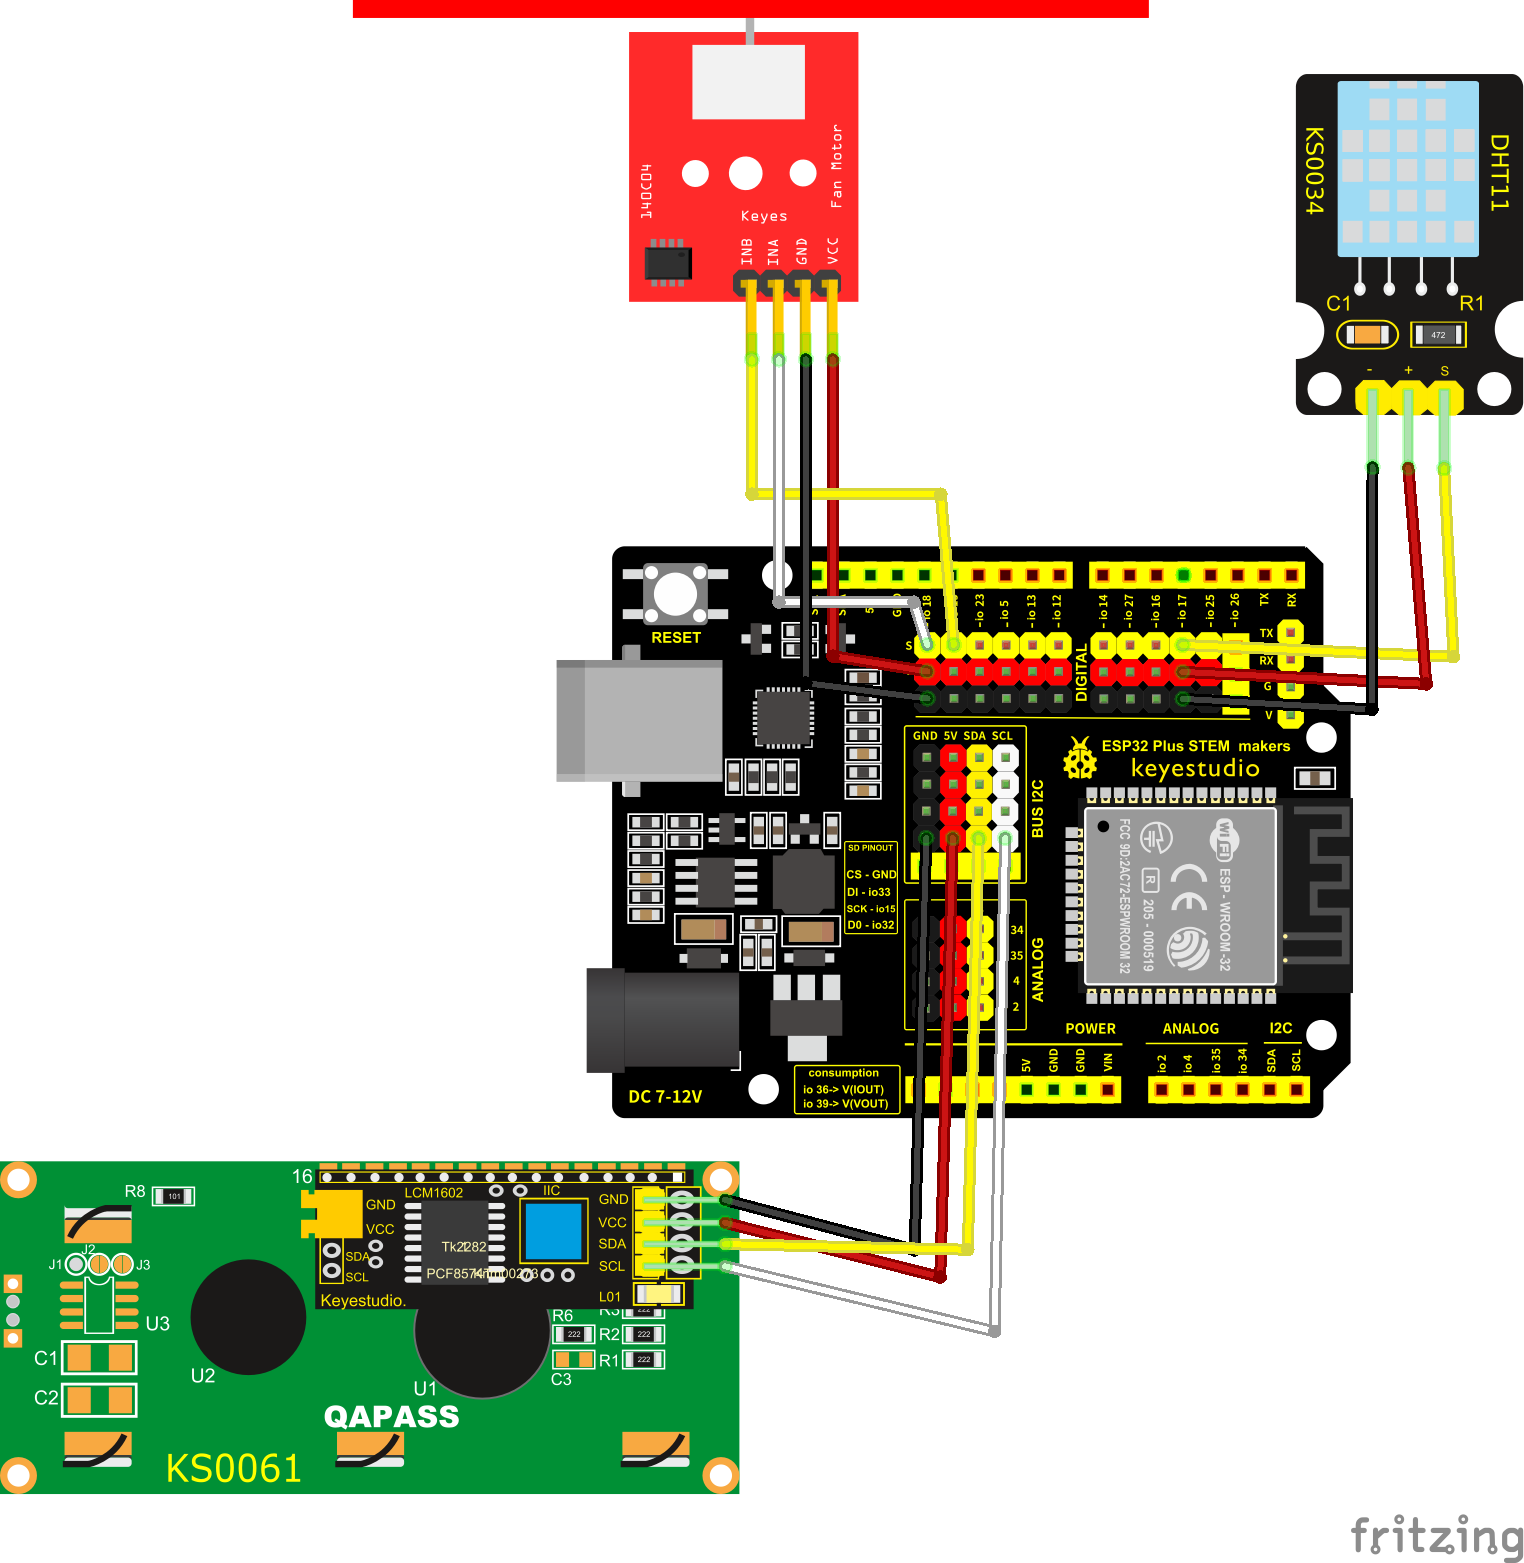 140C04
Fan Motor
Keyes
INB
INA
GND
VCC
KS0034
DHT11
C1
R1
472
-
+
S
RESET
io 18
io 23
io 5
io 13
io 12
io 14
io 27
io 16
io 17
io 25
io 26
TX
RX
S
DIGITAL
TX
RX
G
V
GND 5V SDA SCL
BUS I2C
ESP32 Plus STEM makers
keyestudio
SD PINOUT
CS - GND
DI - io33
SCK - io15
D0 - io32
34
35
4
2
ANALOG
WiFi
ESP - WROOM -32
R
205 - 000519
FCC 9D:2AC72-ESPWROOM 32
CE
POWER
ANALOG
I2C
5V
GND
GND
VIN
io 2
io 4
io 35
io 34
SDA
SCL
consumption
io 36-> V(IOUT)
io 39-> V(VOUT)
DC 7-12V
16
R8
101
LCM1602
IIC
GND
VCC
SDA
SCL
GND
VCC
SDA
SCL
Keyestudio.
L01
J1
J2
J3
U3
C1
C2
U2
U1
R6
222
R3
222
R2
222
R1
222
C3
QAPASS
KS0061
fritzing